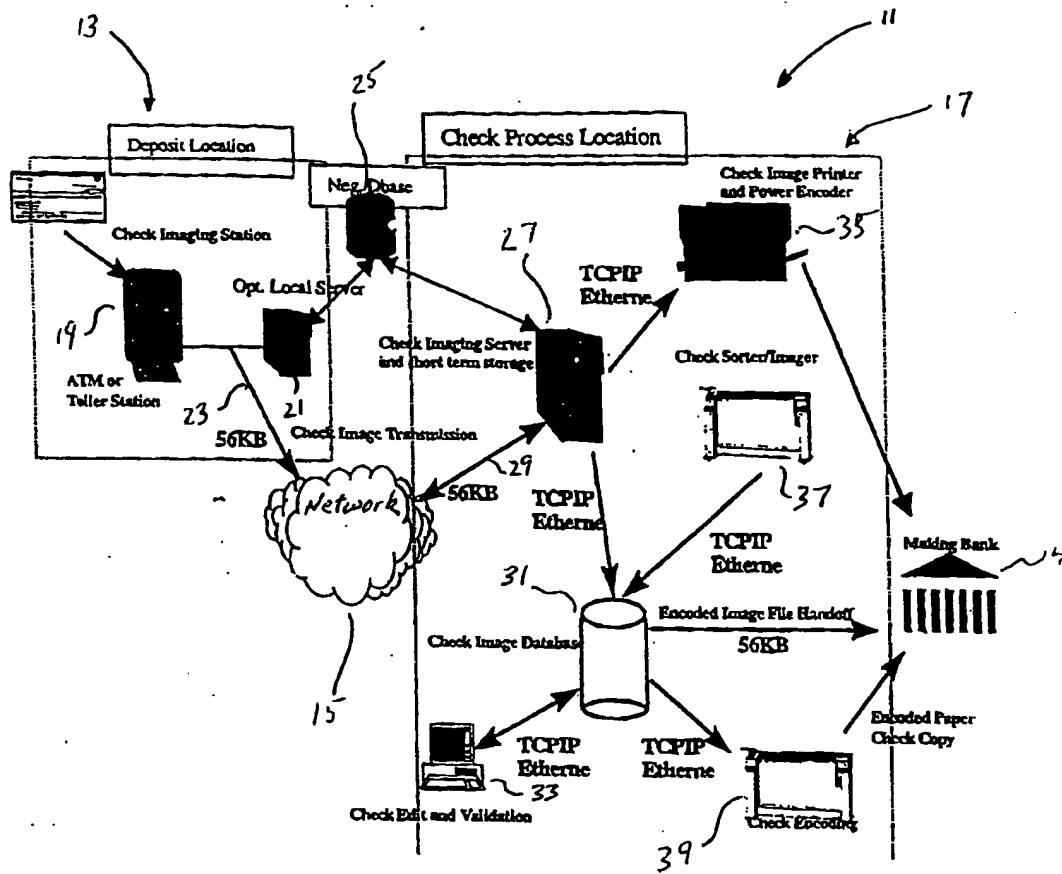 13
11
25
17
Deposit Location
Check Process Location
Neg. Dbase
Check Image Printer
and Power Encoder
35
Check Imaging Station
27
TCPIP
Etherne
Opt. Local Server
19
Check Imaging Server
and short term storage
Check Sorter/Imager
ATM or
Teller Station
23
21
56KB
Check Image Transmission
29
56KB
37
Network
TCPIP
Etherne
TCPIP
Etherne
Making Bank
4
31
Encoded Image File Handoff
56KB
Check Image Database
15
Encoded Paper
Check Copy
TCPIP
Etherne
TCPIP
Etherne
33
Check Edit and Validation
Check Encoding
39